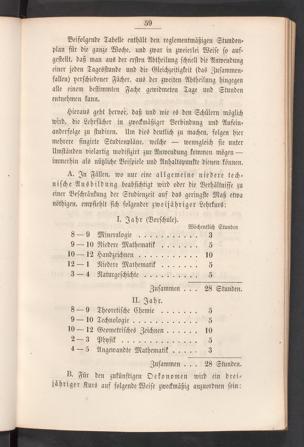 59
Beifolgende Tabelle enthält den reglementmäßigen Stunden-
plan für die ganze Woche, und zwar in zweierlei Weise so auf-
gestellt, daß man aus der ersten Abtheilung schnell die Anwendung
einer jeden Tagesstunde und die Gleichzeitigkeit (das Zusammen-
fallen) verschiedener Fächer, aus der zweiten Abtheilung hingegen
alle einem bestimmten Fache gewidmeten Tage und Stunden
entnehmen kann.
Hieraus geht hervor, daß und wie es den Schülern möglich
wird, die Lehrfächer in zweckmäßiger Verbindung und Aufein-
anderfolge zu studiren. Um dies deutlich zu machen, folgen hier
mehrere fingirte Studienpläne, welche — wenngleich sie unter
Umständen vielartig modifizirt zur Anwendung kommen mögen —
immerhin als nützliche Beispiele und Anhaltspunkte dienen können.
A. In Fällen, wo nur eine allgemeine niedere tech-
nische Ausbildung beabsichtigt wird oder die Verhältnisse zu
einer Beschränkung der Studienzeit auf das geringste Maß etwa
nöthigen, empfiehlt sich folgender zweijähriger Lehrkurs:
I. Jahr (Vorschule).
Wöchentlich Stunden
8 — 9 Mineralogie . . . . . . . . . . 3
9 — 10 Niedere Mathematik . . . . . . 5
10 — 12 Handzeichnen . . . . . . . . . 10
12 — 1 Niedere Mathematik . . . . . . 5
3 — 4 Naturgeschichte . . . . . . . . 5
Zusammen . . . 28 Stunden.
II. Jahr.
8 — 9 Theoretische Chemie . . . . . . 5
9 — 10 Technologie . . . . . . . . . . 5
10 — 12 Geometrisches Zeichnen . . . . . 10
2 — 3 Physik . . . . . . . . . . . . 5
4 — 5 Angewandte Mathematik . . . . . 3
Zusammen . . . 28 Stunden.
B. Für den zukünftigen Oekonomen wird ein drei-
jähriger Kurs auf folgende Weise zweckmäßig anzuordnen sein: